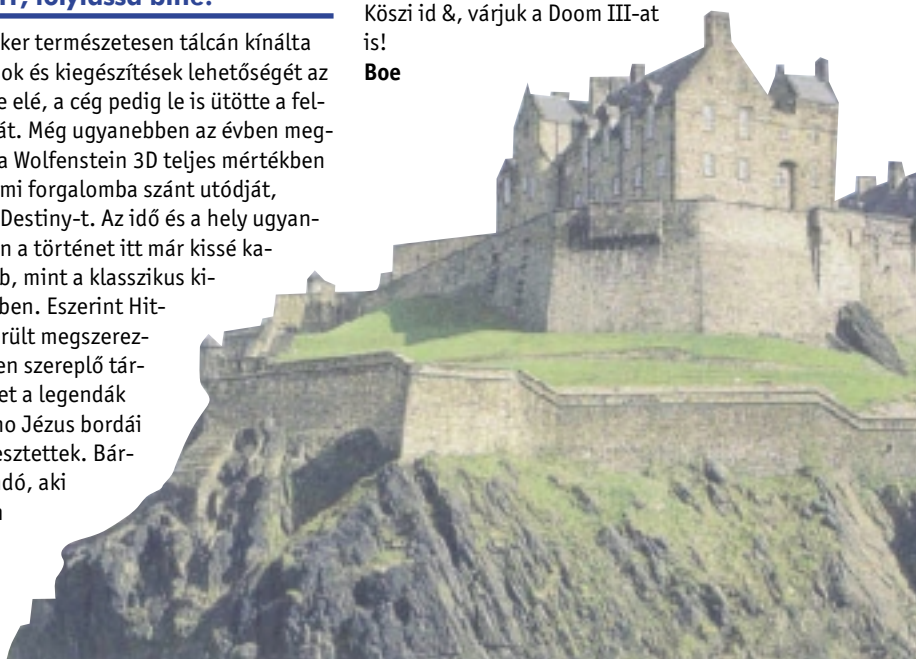 folytassa bme!
ker természetesen tálcán kínálta
ok és kiegészítések lehetőségét az
e elé, a cég pedig le is ütötte a fel-
át. Még ugyanebben az évben meg-
a Wolfenstein 3D teljes mértékben
mi forgalomba szánt utódját,
Destiny-t. Az idő és a hely ugyan-
n a történet itt már kissé ka-
b, mint a klasszikus ki-
ben. Eszerint Hit-
rült megszerez-
en szereplő tár-
et a legendák
no Jézus bordái
esztettek. Bár-
dó, aki
Köszi id &, várjuk a Doom III-at
is!
Boe